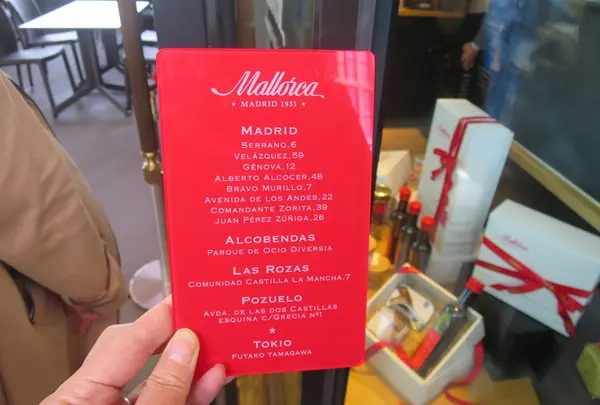 Mallorca
★ MADRID 1931 ★
MADRID
SERRANO,6
VELÁZQUEZ,59
GÉNOVA,12
ALBERTO ALCOCER,48
BRAVO MURILLO,7
AVENIDA DE LOS ANDES,22
COMANDANTE ZORITA,39
JUAN PÉREZ ZÚÑIGA,26
ALCOBENDAS
PARQUE DE OCIO DIVERSIA
LAS ROZAS
COMUNIDAD CASTILLA LA MANCHA,7
POZUELO
AVDA. DE LAS DOS CASTILLAS
ESQUINA C/GRECIA Nº1
★
TOKIO
FUTAKO TAMAGAWA
Mallorca